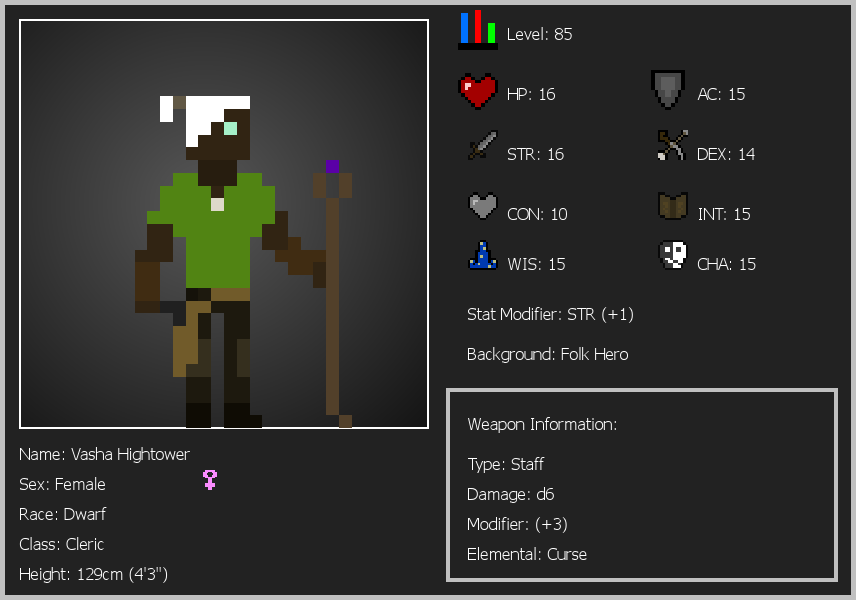 Level: 85
HP: 16
AC: 15
STR: 16
DEX: 14
CON: 10
INT: 15
WIS: 15
CHA: 15
Stat Modifier: STR (+1)
Background: Folk Hero
Weapon Information:
Type: Staff
Damage: d6
Modifier: (+3)
Elemental: Curse
Name: Vasha Hightower
Sex: Female
Race: Dwarf
Class: Cleric
Height: 129cm (4'3")